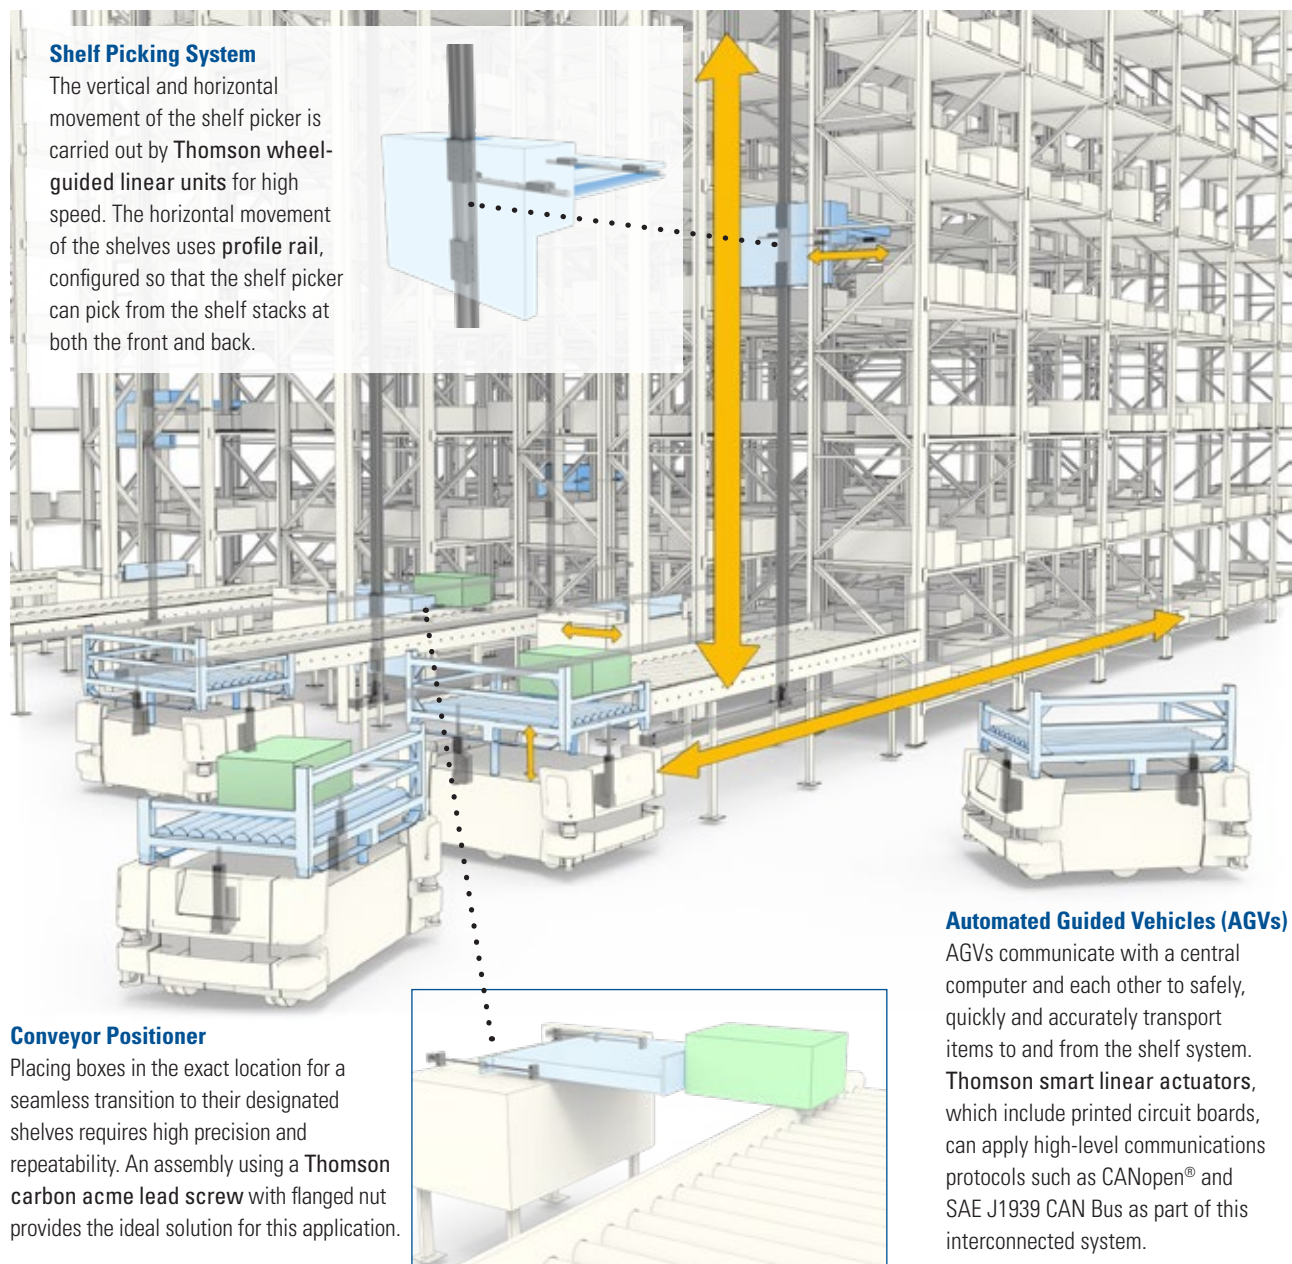 Shelf Picking System
The vertical and horizontal
movement of the shelf picker is
carried out by Thomson wheel-
guided linear units for high
speed. The horizontal movement
of the shelves uses profile rail,
configured so that the shelf picker
can pick from the shelf stacks at
both the front and back.
Conveyor Positioner
Placing boxes in the exact location for a
seamless transition to their designated
shelves requires high precision and
repeatability. An assembly using a Thomson
carbon acme lead screw with flanged nut
provides the ideal solution for this application.
Automated Guided Vehicles (AGVs)
AGVs communicate with a central
computer and each other to safely,
quickly and accurately transport
items to and from the shelf system.
Thomson smart linear actuators,
which include printed circuit boards,
can apply high-level communications
protocols such as CANopen® and
SAE J1939 CAN Bus as part of this
interconnected system.